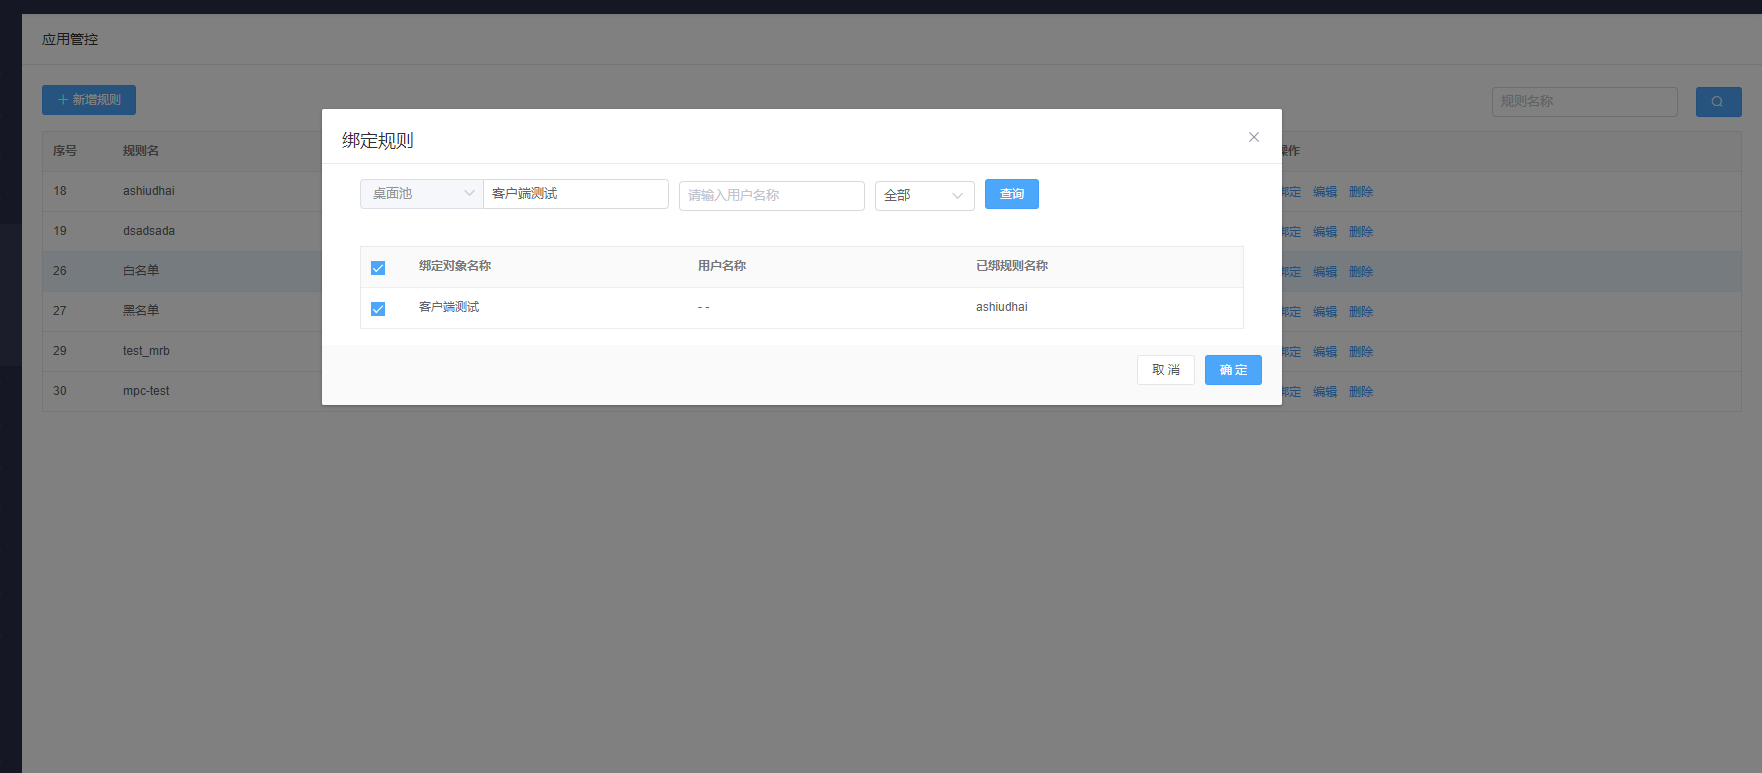 应用管控
新增规则
规则名称
序号 规则名 操作
18 ashiudhai 绑定 编辑 删除
19 dsadsada 绑定 编辑 删除
26 白名单 绑定 编辑 删除
27 黑名单 绑定 编辑 删除
29 test_mrb 绑定 编辑 删除
30 mpc-test 绑定 编辑 删除
绑定规则
桌面池 客户端测试 请输入用户名称 全部 查询
绑定对象名称 用户名称 已绑规则名称
客户端测试 - - ashiudhai
取消 确定